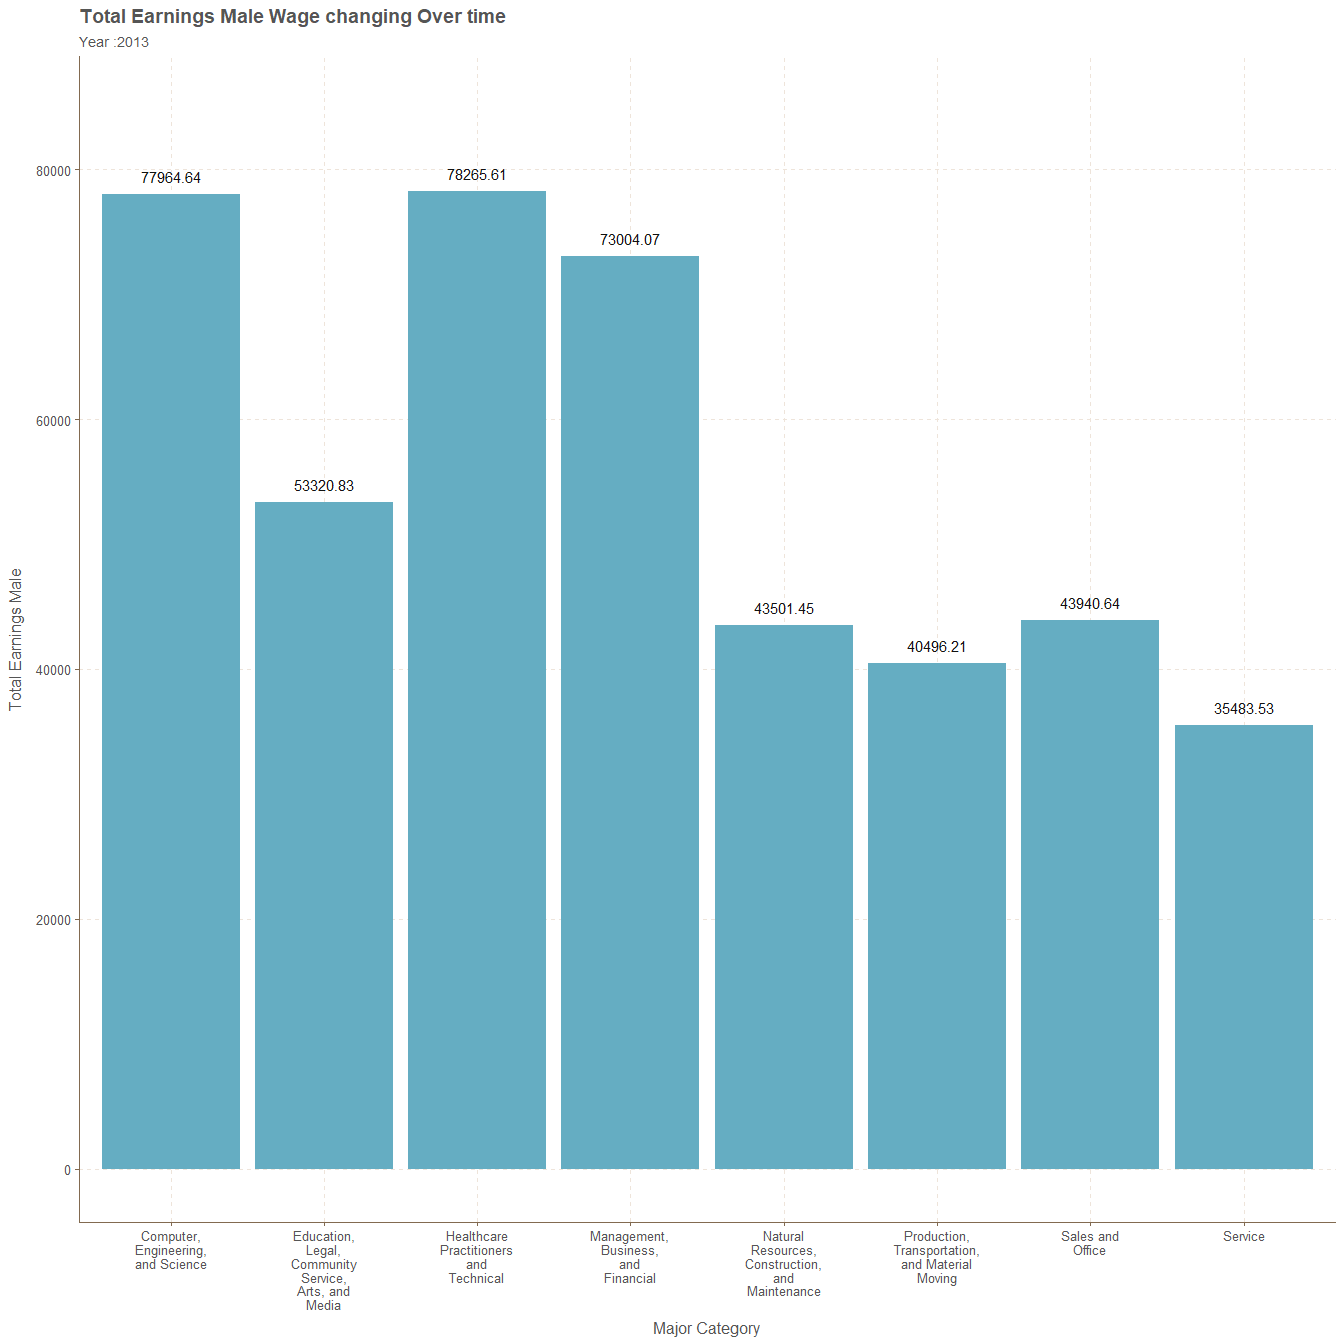 Total Earnings Male Wage changing Over time
Year :2013
Total Earnings Male
80000
60000
40000
20000
0
77964.64
53320.83
78265.61
73004.07
43501.45
40496.21
43940.64
35483.53
Computer,
Engineering,
and Science
Education,
Legal,
Community
Service,
Arts, and
Media
Healthcare
Practitioners
and
Technical
Management,
Business,
and
Financial
Natural
Resources,
Construction,
and
Maintenance
Production,
Transportation,
and Material
Moving
Sales and
Office
Service
Major Category